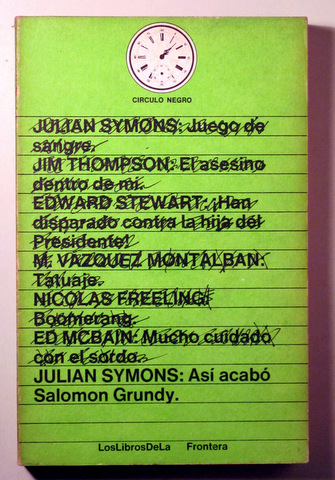 CIRCULO NEGRO
JULIAN SYMONS: Juego de
sangre.
JIM THOMPSON: El asesino
dentro de mí.
EDWARD STEWART: ¡Han
disparado contra la hija del
Presidente!
M. VÁZQUEZ MONTALBAN:
Tatuaje.
NICOLAS FREELING:
Boomerang.
ED MCBAIN: Mucho cuidado
con el sordo.
JULIAN SYMONS: Así acabó
Salomon Grundy.
LosLibrosDeLa Frontera